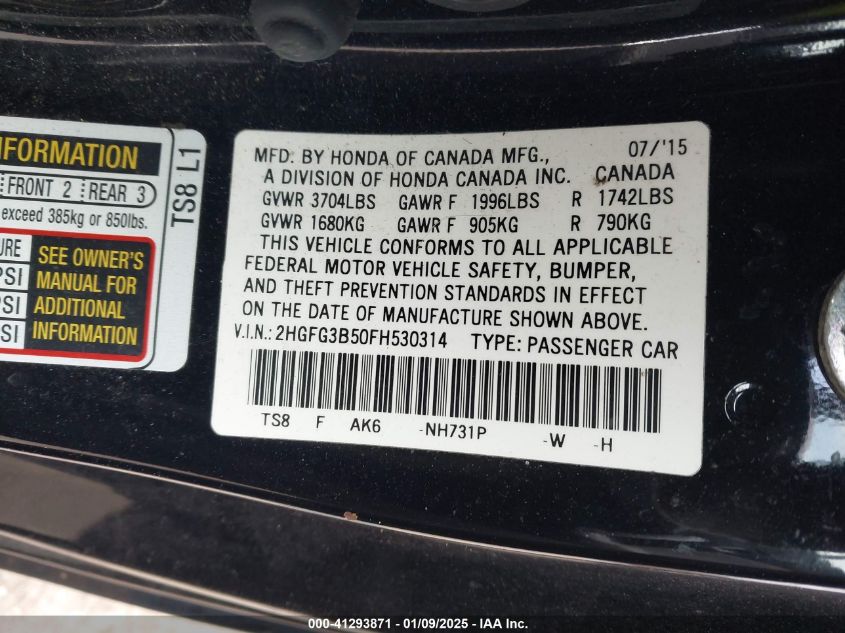 NFORMATION
FRONT 2 REAR 3
exceed 385kg or 850lbs.
SEE OWNER'S
MANUAL FOR
ADDITIONAL
INFORMATION
PSI
PSI
PSI
TS8 L1
MFD. BY HONDA OF CANADA MFG., 07/'15
A DIVISION OF HONDA CANADA INC. CANADA
GVWR 3704LBS GAWR F 1996LBS R 1742LBS
GVWR 1680KG GAWR F 905KG R 790KG
THIS VEHICLE CONFORMS TO ALL APPLICABLE
FEDERAL MOTOR VEHICLE SAFETY, BUMPER,
AND THEFT PREVENTION STANDARDS IN EFFECT
ON THE DATE OF MANUFACTURE SHOWN ABOVE.
V.I.N.: 2HGFG3B50FH530314 TYPE: PASSENGER CAR
TS8 F AK6 -NH731P -W -H
000-41293871 - 01/09/2025 - IAA Inc.